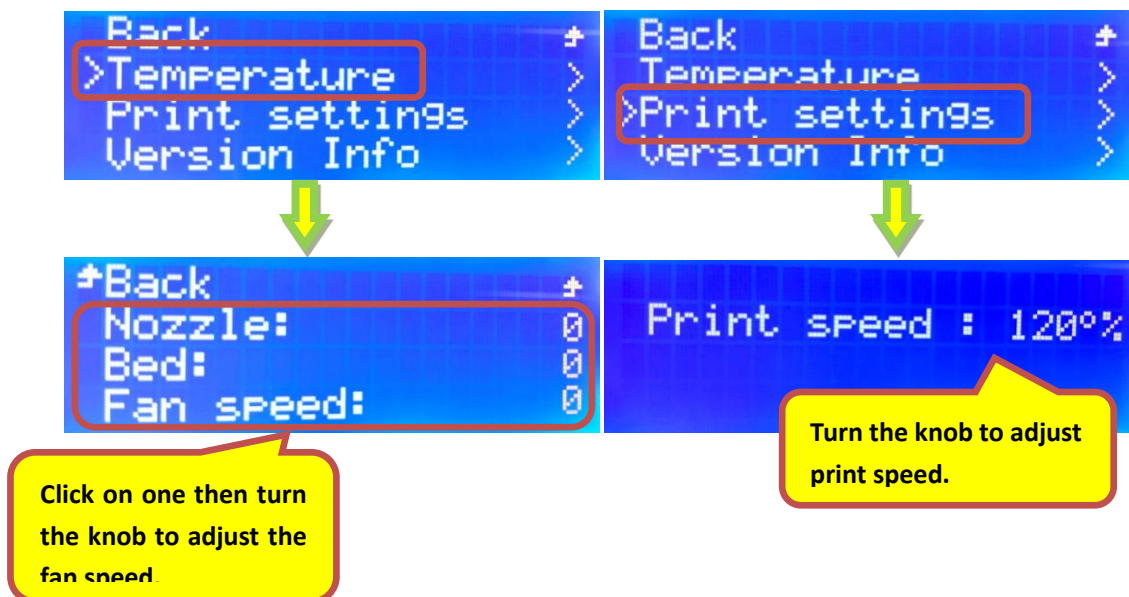 Back
>Temperature >
Print settings >
Version Info >
Back
Temperature >
>Print settings >
Version Info >
Back
Nozzle: 0
Bed: 0
Fan speed: 0
Print speed : 120°%
Turn the knob to adjust
print speed.
Click on one then turn
the knob to adjust the
fan speed.